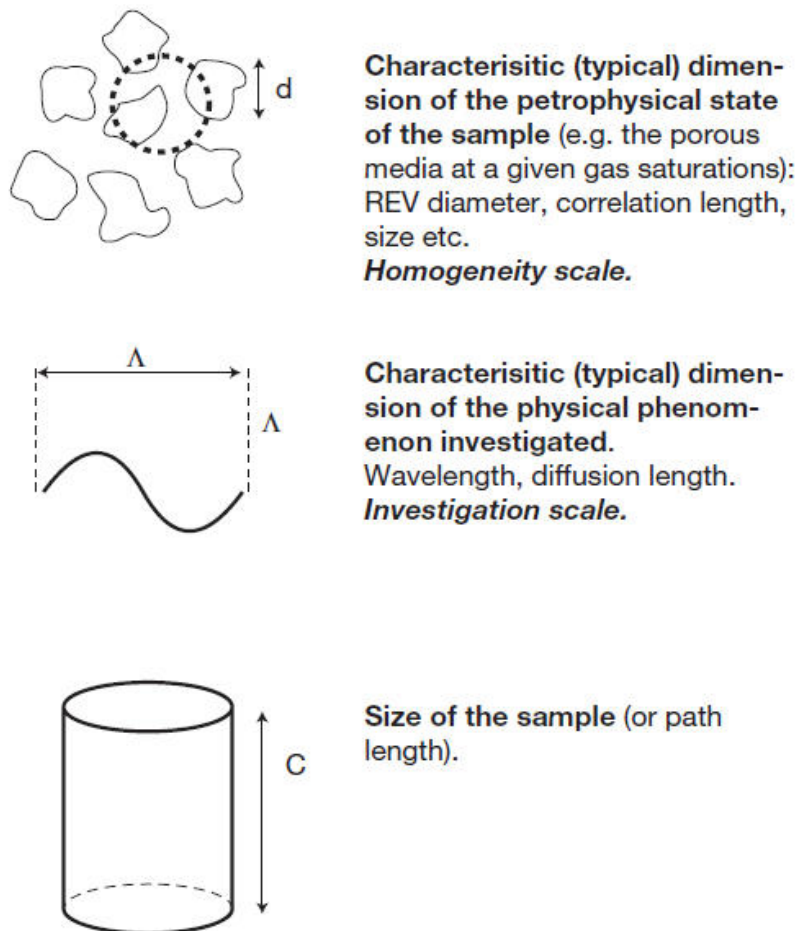 d
Characterisitic (typical) dimen-
sion of the petrophysical state
of the sample (e.g. the porous
media at a given gas saturations):
REV diameter, correlation length,
size etc.
Homogeneity scale.
Λ
Λ
Characterisitic (typical) dimen-
sion of the physical phenom-
enon investigated.
Wavelength, diffusion length.
Investigation scale.
C
Size of the sample (or path
length).